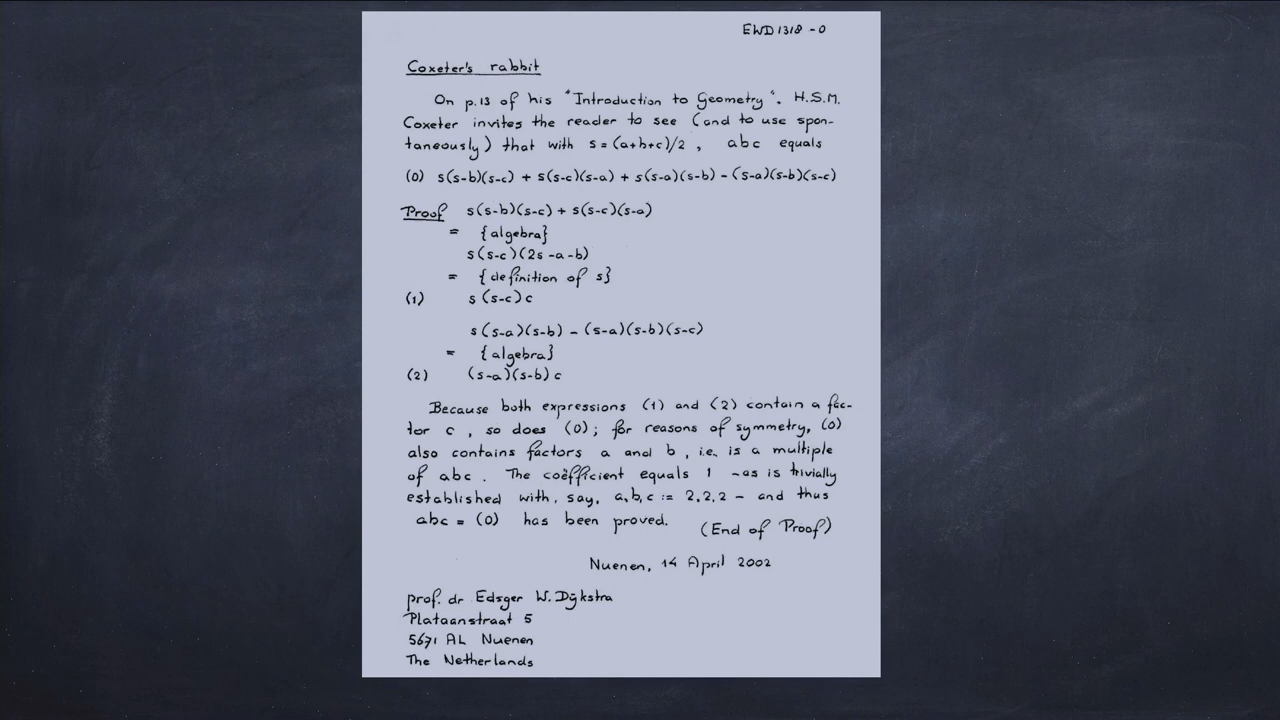 EWD1318 - 0
Coxeter's rabbit
On p.13 of his "Introduction to Geometry", H.S.M.
Coxeter invites the reader to see (and to use spon-
taneously) that with s=(a+b+c)/2 , abc equals
(0) s(s-b)(s-c) + s(s-c)(s-a) + s(s-a)(s-b) - (s-a)(s-b)(s-c)
Proof s(s-b)(s-c) + s(s-c)(s-a)
= {algebra}
s(s-c)(2s-a-b)
= {definition of s}
(1) s(s-c)c
s(s-a)(s-b) - (s-a)(s-b)(s-c)
= {algebra}
(2) (s-a)(s-b)c
Because both expressions (1) and (2) contain a fac-
tor c , so does (0); for reasons of symmetry, (0)
also contains factors a and b , i.e. is a multiple
of abc . The coëfficient equals 1 -as is trivially
established with, say, a,b,c := 2,2,2 - and thus
abc = (0) has been proved. (End of Proof)
Nuenen, 14 April 2002
prof. dr Edsger W. Dijkstra
Plataanstraat 5
5671 AL Nuenen
The Netherlands